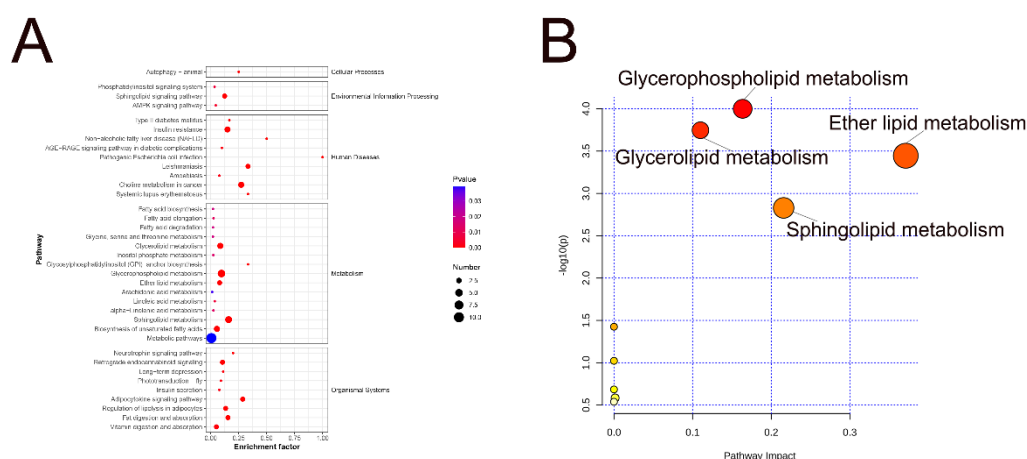 A
Autophagy - animal
Cellular Processes
Phosphatidylinositol signaling system
Sphingolipid signaling pathway
AMPK signaling pathway
Environmental Information Processing
Type II diabetes mellitus
Insulin resistance
Non-alcoholic fatty liver disease (NAFLD)
AGE-RAGE signaling pathway in diabetic complications
Pathogenic Escherichia coli infection
Leishmaniasis
Amoebiasis
Choline metabolism in cancer
Systemic lupus erythematosus
Human Diseases
Fatty acid biosynthesis
Fatty acid elongation
Fatty acid degradation
Glycine, serine and threonine metabolism
Glycerolipid metabolism
Inositol phosphate metabolism
Glycosylphosphatidylinositol (GPI)-anchor biosynthesis
Glycerophospholipid metabolism
Ether lipid metabolism
Arachidonic acid metabolism
Linoleic acid metabolism
alpha-Linolenic acid metabolism
Sphingolipid metabolism
Biosynthesis of unsaturated fatty acids
Metabolic pathways
Metabolism
Neurotrophin signaling pathway
Retrograde endocannabinoid signaling
Long-term depression
Phototransduction - fly
Insulin secretion
Adipocytokine signaling pathway
Regulation of lipolysis in adipocytes
Fat digestion and absorption
Vitamin digestion and absorption
Organismal Systems
0.00 0.25 0.50 0.75 1.00
Enrichment factor
Pathway
Pvalue
0.03
0.02
0.01
0.00
Number
2.5
5.0
7.5
10.0
B
Glycerophospholipid metabolism
Ether lipid metabolism
Glycerolipid metabolism
Sphingolipid metabolism
4.0
3.5
3.0
2.5
2.0
1.5
1.0
0.5
-log10(p)
0.0 0.1 0.2 0.3
Pathway Impact